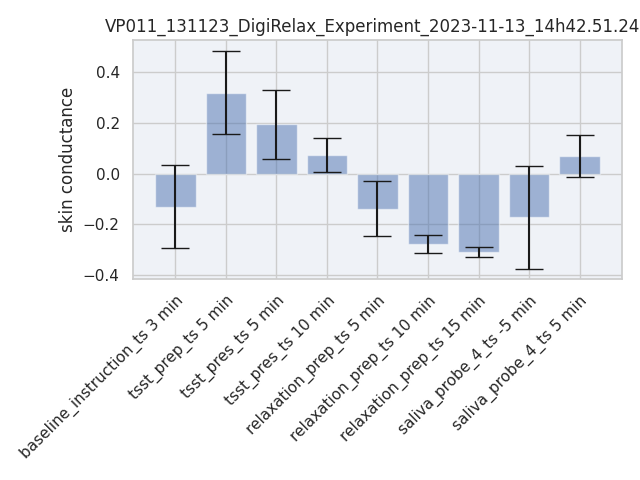 VP011_131123_DigiRelax_Experiment_2023-11-13_14h42.51.24
skin conductance
0.4
0.2
0.0
−0.2
−0.4
baseline_instruction_ts 3 min
tsst_prep_ts 5 min
tsst_pres_ts 5 min
tsst_pres_ts 10 min
relaxation_prep_ts 5 min
relaxation_prep_ts 10 min
relaxation_prep_ts 15 min
saliva_probe_4_ts -5 min
saliva_probe_4_ts 5 min